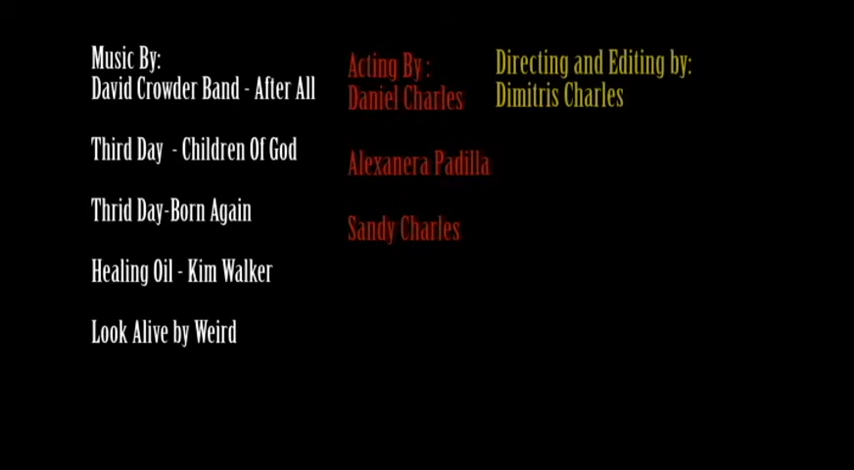 Music By:
David Crowder Band - After All
Third Day - Children Of God
Thrid Day-Born Again
Healing Oil - Kim Walker
Look Alive by Weird
Acting By :
Daniel Charles
Alexanera Padilla
Sandy Charles
Directing and Editing by:
Dimitris Charles